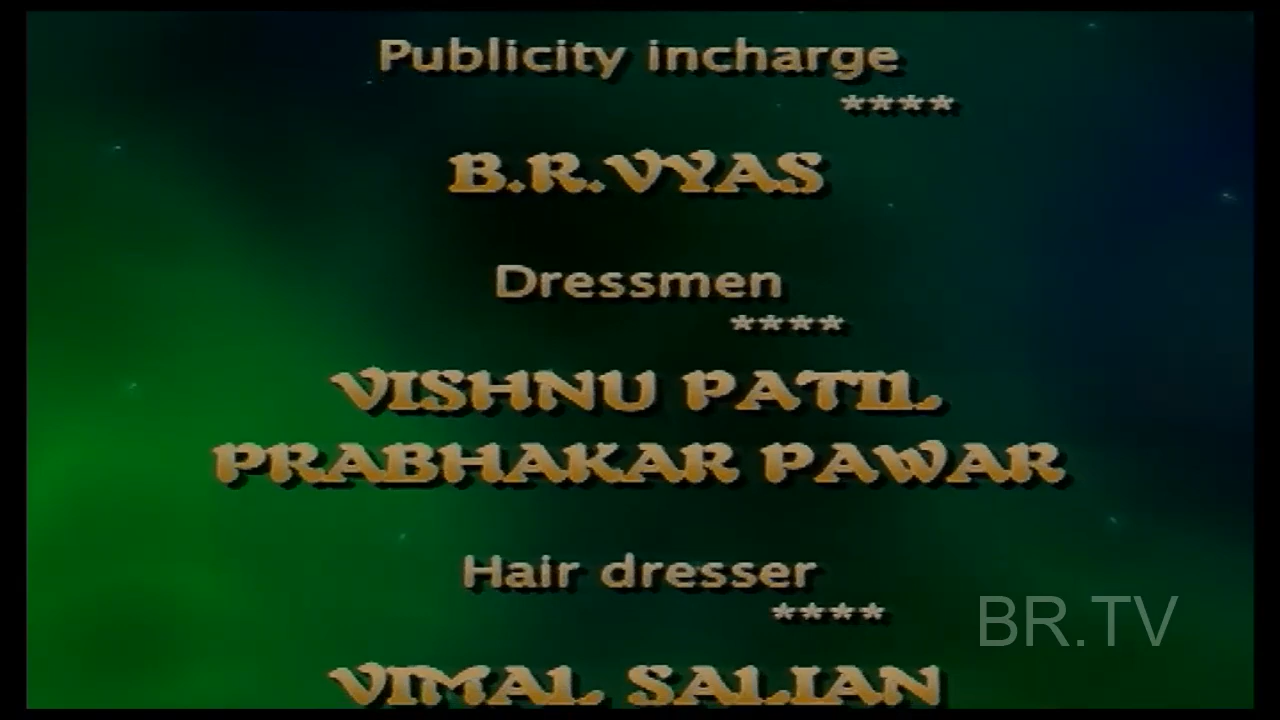 Publicity incharge
****
B.R.VYAS
Dressmen
****
VISHNU PATIL
PRABHAKAR PAWAR
Hair dresser
****
BR.TV
VIMAL SALIAN